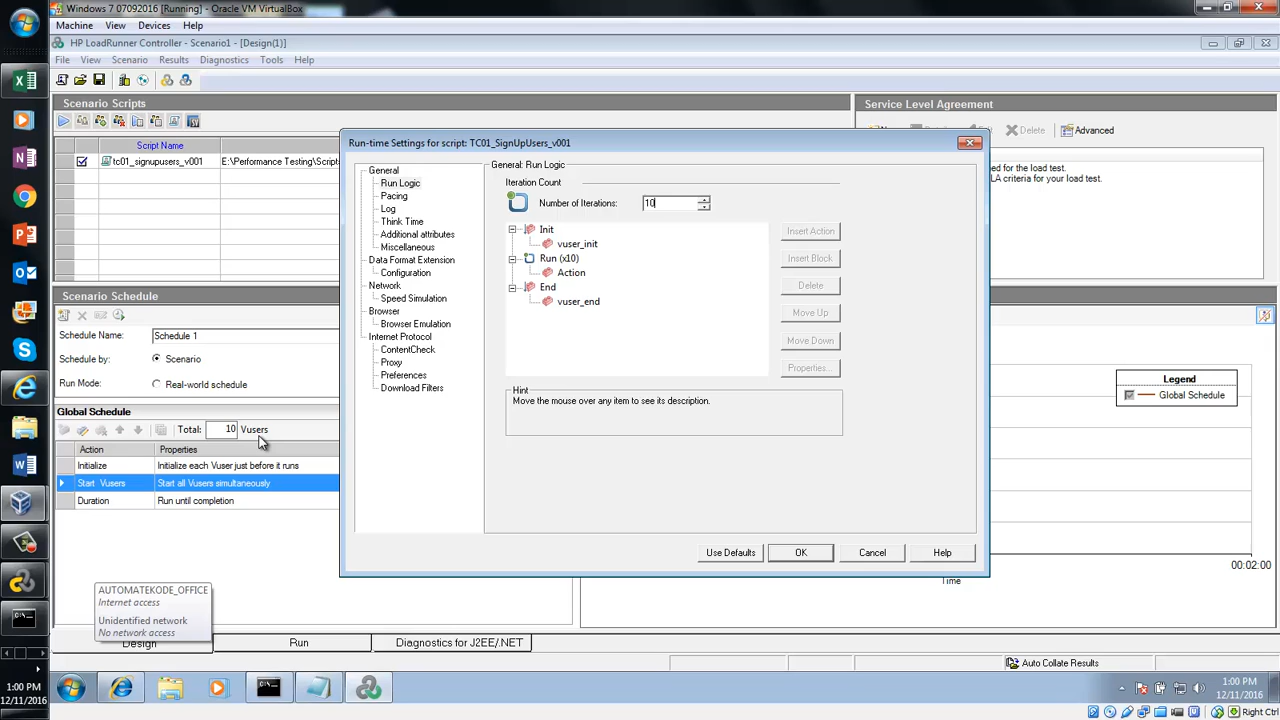 Windows 7 07092016 [Running] - Oracle VM VirtualBox
Machine View Devices Help
HP LoadRunner Controller - Scenario1 - [Design(1)]
File View Scenario Results Diagnostics Tools Help
Scenario Scripts
Service Level Agreement
Delete Advanced
Script Name
tc01_signupusers_v001 E:\Performance Testing\Script
ed for the load test.
LA criteria for your load test.
Run-time Settings for script: TC01_SignUpUsers_v001
General
Run Logic
Pacing
Log
Think Time
Additional attributes
Miscellaneous
Data Format Extension
Configuration
Network
Speed Simulation
Browser
Browser Emulation
Internet Protocol
ContentCheck
Proxy
Preferences
Download Filters
General: Run Logic
Iteration Count
Number of Iterations: 10
Init
vuser_init
Run (x10)
Action
End
vuser_end
Insert Action
Insert Block
Delete
Move Up
Move Down
Properties...
Hint
Move the mouse over any item to see its description.
Use Defaults OK Cancel Help
Scenario Schedule
Schedule Name: Schedule 1
Schedule by: Scenario
Run Mode: Real-world schedule
Global Schedule
Total: 10 Vusers
Action Properties
Initialize Initialize each Vuser just before it runs
Start Vusers Start all Vusers simultaneously
Duration Run until completion
Legend
Global Schedule
00:02:00
Time
AUTOMATEKODE_OFFICE
Internet access
Unidentified network
No network access
Design Run Diagnostics for J2EE/.NET
Auto Collate Results
1:00 PM
12/11/2016
1:00 PM
12/11/2016
Right Ctrl